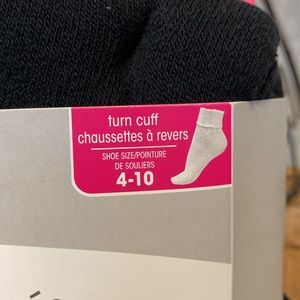 turn cuff
chaussettes à revers
SHOE SIZE/POINTURE
DE SOULIERS
4-10